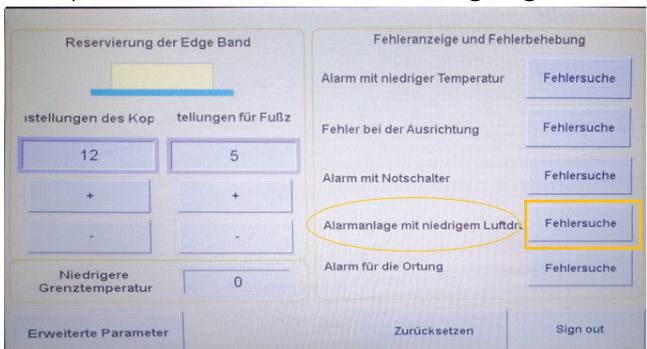 Reservierung der Edge Band
istellungen des Kop
tellungen für Fußz
12
5
+
+
-
-
Niedrigere
Grenztemperatur
0
Fehleranzeige und Fehlerbehebung
Alarm mit niedriger Temperatur
Fehlersuche
Fehler bei der Ausrichtung
Fehlersuche
Alarm mit Notschalter
Fehlersuche
Alarmanlage mit niedrigem Luftdru
Fehlersuche
Alarm für die Ortung
Fehlersuche
Erweiterte Parameter
Zurücksetzen
Sign out